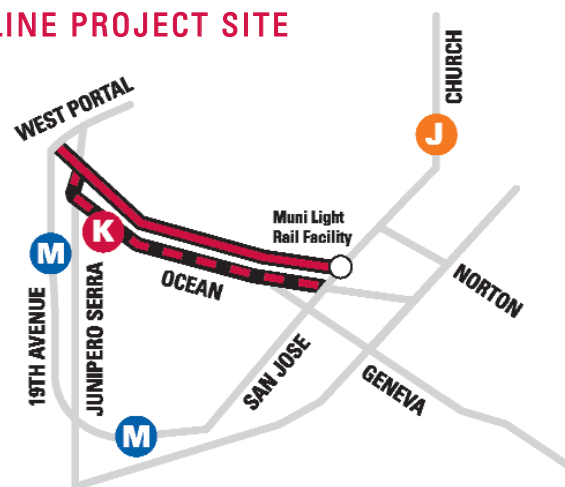 LINE PROJECT SITE
WEST PORTAL
CHURCH
J
Muni Light
Rail Facility
K
M
OCEAN
NORTON
19TH AVENUE
JUNIPERO SERRA
SAN JOSE
GENEVA
M